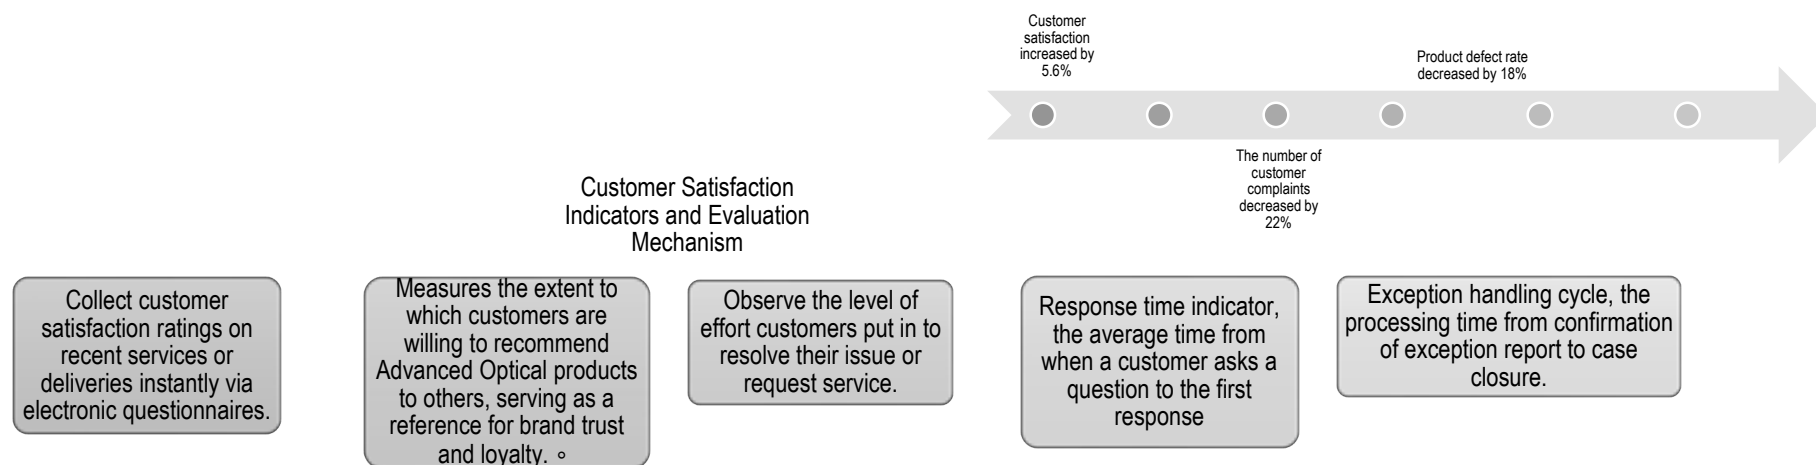 Customer
satisfaction
increased by
5.6%
Product defect rate
decreased by 18%
The number of
customer
complaints
decreased by
22%
Customer Satisfaction
Indicators and Evaluation
Mechanism
Collect customer
satisfaction ratings on
recent services or
deliveries instantly via
electronic questionnaires.
Measures the extent to
which customers are
willing to recommend
Advanced Optical products
to others, serving as a
reference for brand trust
and loyalty. 。
Observe the level of
effort customers put in to
resolve their issue or
request service.
Response time indicator,
the average time from
when a customer asks a
question to the first
response
Exception handling cycle, the
processing time from confirmation
of exception report to case
closure.